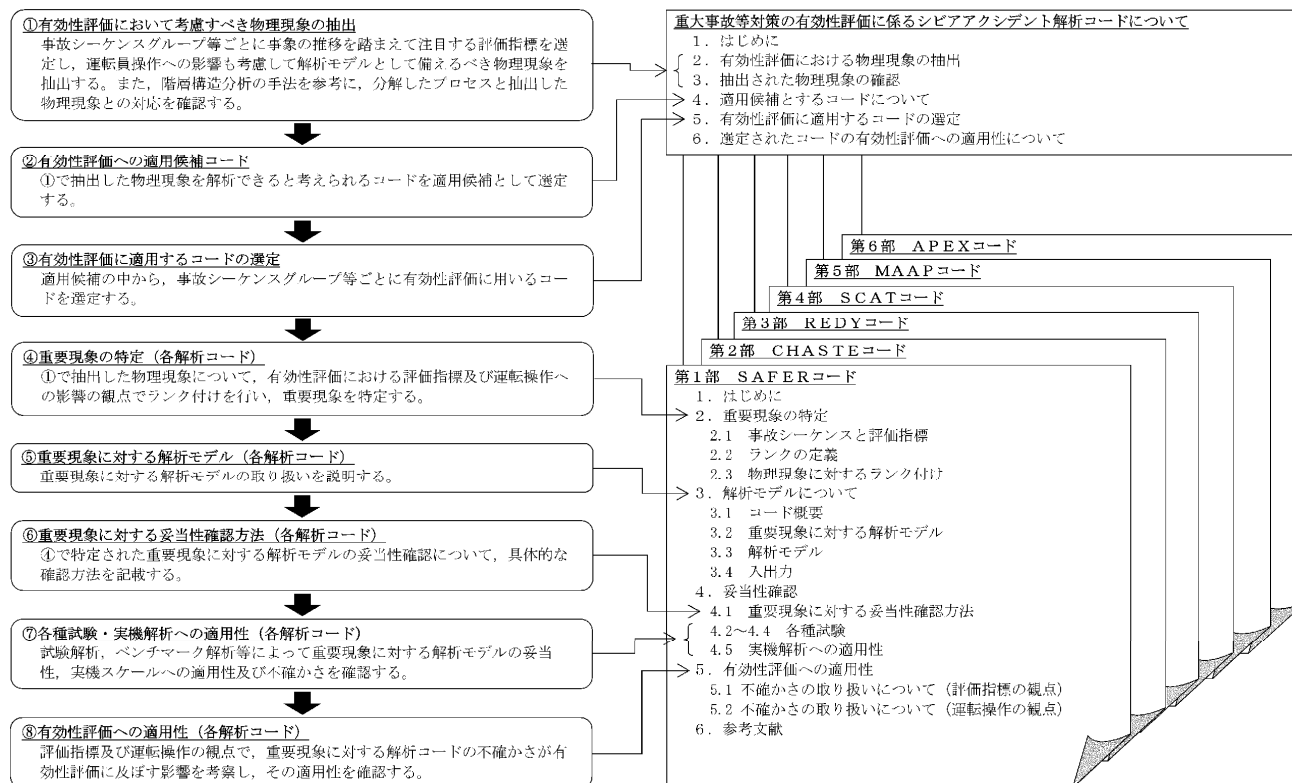 ①有効性評価において考慮すべき物理現象の抽出
事故シーケンスグループ等ごとに事象の推移を踏まえて注目する評価指標を選
定し，運転員操作への影響も考慮して解析モデルとして備えるべき物理現象を
抽出する。また，階層構造分析の手法を参考に，分解したプロセスと抽出した
物理現象との対応を確認する。
②有効性評価への適用候補コード
①で抽出した物理現象を解析できると考えられるコードを適用候補として選定
する。
③有効性評価に適用するコードの選定
適用候補の中から，事故シーケンスグループ等ごとに有効性評価に用いるコー
ドを選定する。
④重要現象の特定（各解析コード）
①で抽出した物理現象について，有効性評価における評価指標及び運転操作へ
の影響の観点でランク付けを行い，重要現象を特定する。
⑤重要現象に対する解析モデル（各解析コード）
重要現象に対する解析モデルの取り扱いを説明する。
⑥重要現象に対する妥当性確認方法（各解析コード）
④で特定された重要現象に対する解析モデルの妥当性確認について，具体的な
確認方法を記載する。
⑦各種試験・実機解析への適用性（各解析コード）
試験解析，ベンチマーク解析等によって重要現象に対する解析モデルの妥当
性，実機スケールへの適用性及び不確かさを確認する。
⑧有効性評価への適用性（各解析コード）
評価指標及び運転操作の観点で，重要現象に対する解析コードの不確かさが有
効性評価に及ぼす影響を考察し，その適用性を確認する。
重大事故等対策の有効性評価に係るシビアアクシデント解析コードについて
1．はじめに
2．有効性評価における物理現象の抽出
3．抽出された物理現象の確認
4．適用候補とするコードについて
5．有効性評価に適用するコードの選定
6．選定されたコードの有効性評価への適用性について
第6部 APEXコード
第5部 MAAPコード
第4部 SCATコード
第3部 REDYコード
第2部 CHASTEコード
第1部 SAFERコード
1．はじめに
2．重要現象の特定
2.1 事故シーケンスと評価指標
2.2 ランクの定義
2.3 物理現象に対するランク付け
3．解析モデルについて
3.1 コード概要
3.2 重要現象に対する解析モデル
3.3 解析モデル
3.4 入出力
4．妥当性確認
4.1 重要現象に対する妥当性確認方法
4.2～4.4 各種試験
4.5 実機解析への適用性
5．有効性評価への適用性
5.1 不確かさの取り扱いについて（評価指標の観点）
5.2 不確かさの取り扱いについて（運転操作の観点）
6．参考文献